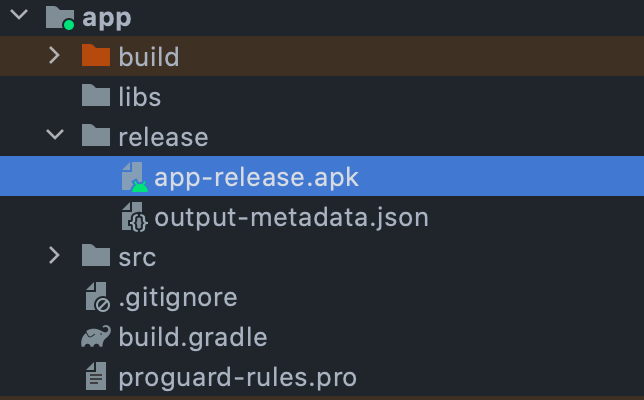 app
build
libs
release
app-release.apk
output-metadata.json
src
.gitignore
build.gradle
proguard-rules.pro